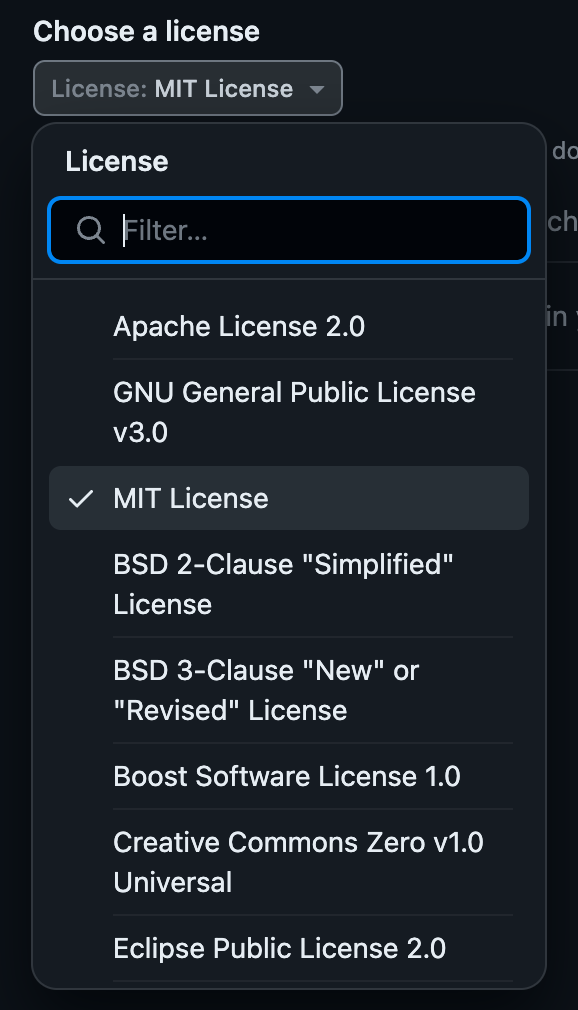 Choose a license
License: MIT License
License
do
Filter...
ch
Apache License 2.0
in
GNU General Public License
v3.0
MIT License
BSD 2-Clause "Simplified"
License
BSD 3-Clause "New" or
"Revised" License
Boost Software License 1.0
Creative Commons Zero v1.0
Universal
Eclipse Public License 2.0